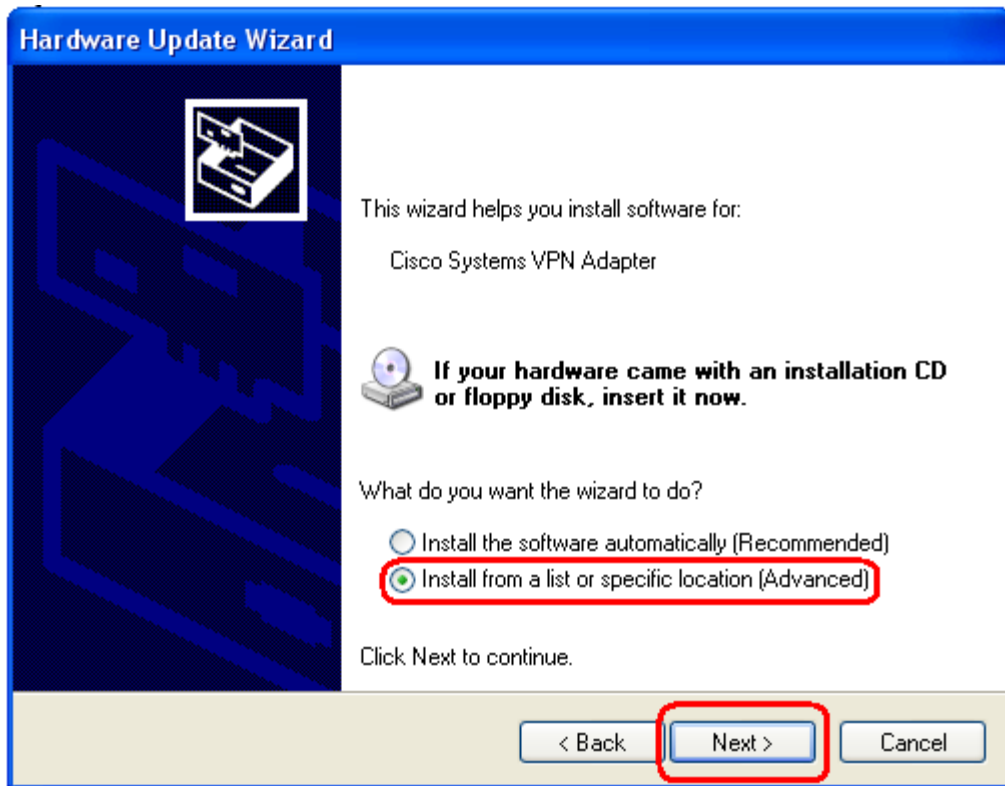 Hardware Update Wizard
This wizard helps you install software for:
Cisco Systems VPN Adapter
If your hardware came with an installation CD
or floppy disk, insert it now.
What do you want the wizard to do?
Install the software automatically (Recommended)
Install from a list or specific location (Advanced)
Click Next to continue.
< Back Next > Cancel